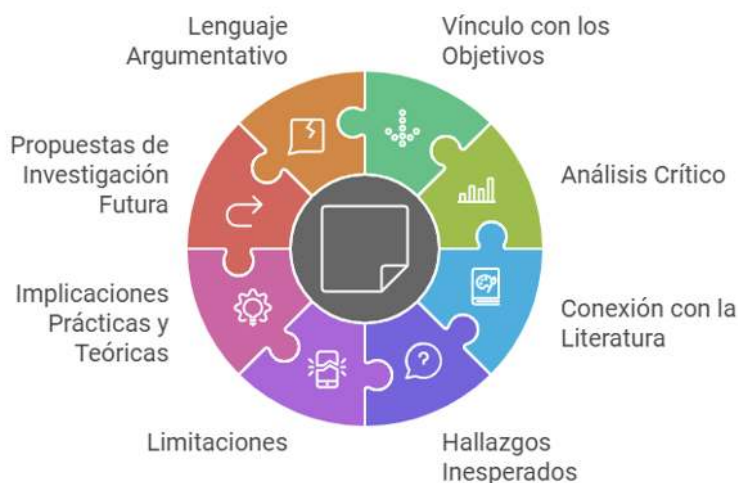 Lenguaje
Argumentativo
Vínculo con los
Objetivos
Propuestas de
Investigación
Futura
Análisis Crítico
Implicaciones
Prácticas y
Teóricas
Conexión con la
Literatura
Limitaciones
Hallazgos
Inesperados